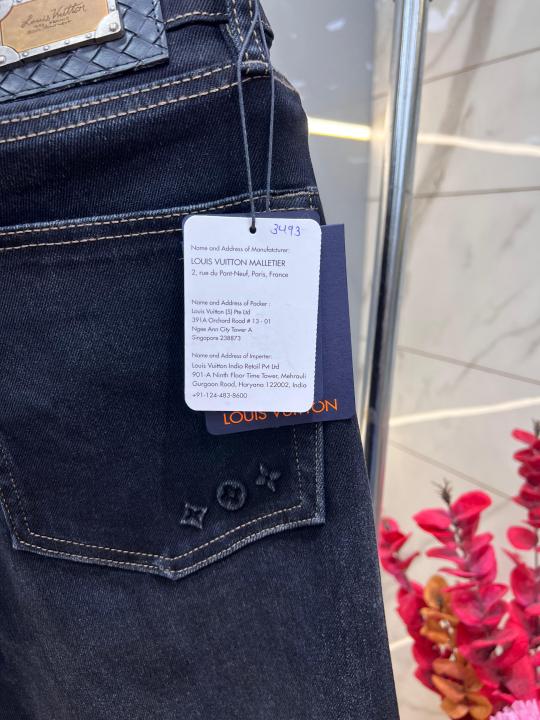 Louis Vuitton
3493
Name and Address of Manufacturer:
LOUIS VUITTON MALLETIER
2, rue du Pont-Neuf, Paris, France
Name and Address of Packer :
Louis Vuitton (S) Pte Ltd
391A Orchard Road # 13 - 01
Ngee Ann City Tower A
Singapore 238873
Name and Address of Importer:
Louis Vuitton India Retail Pvt Ltd
901-A Ninth Floor Time Tower, Mehrauli
Gurgaon Road, Haryana 122002, India
+91-124-483-8600
LOUIS VUITTON